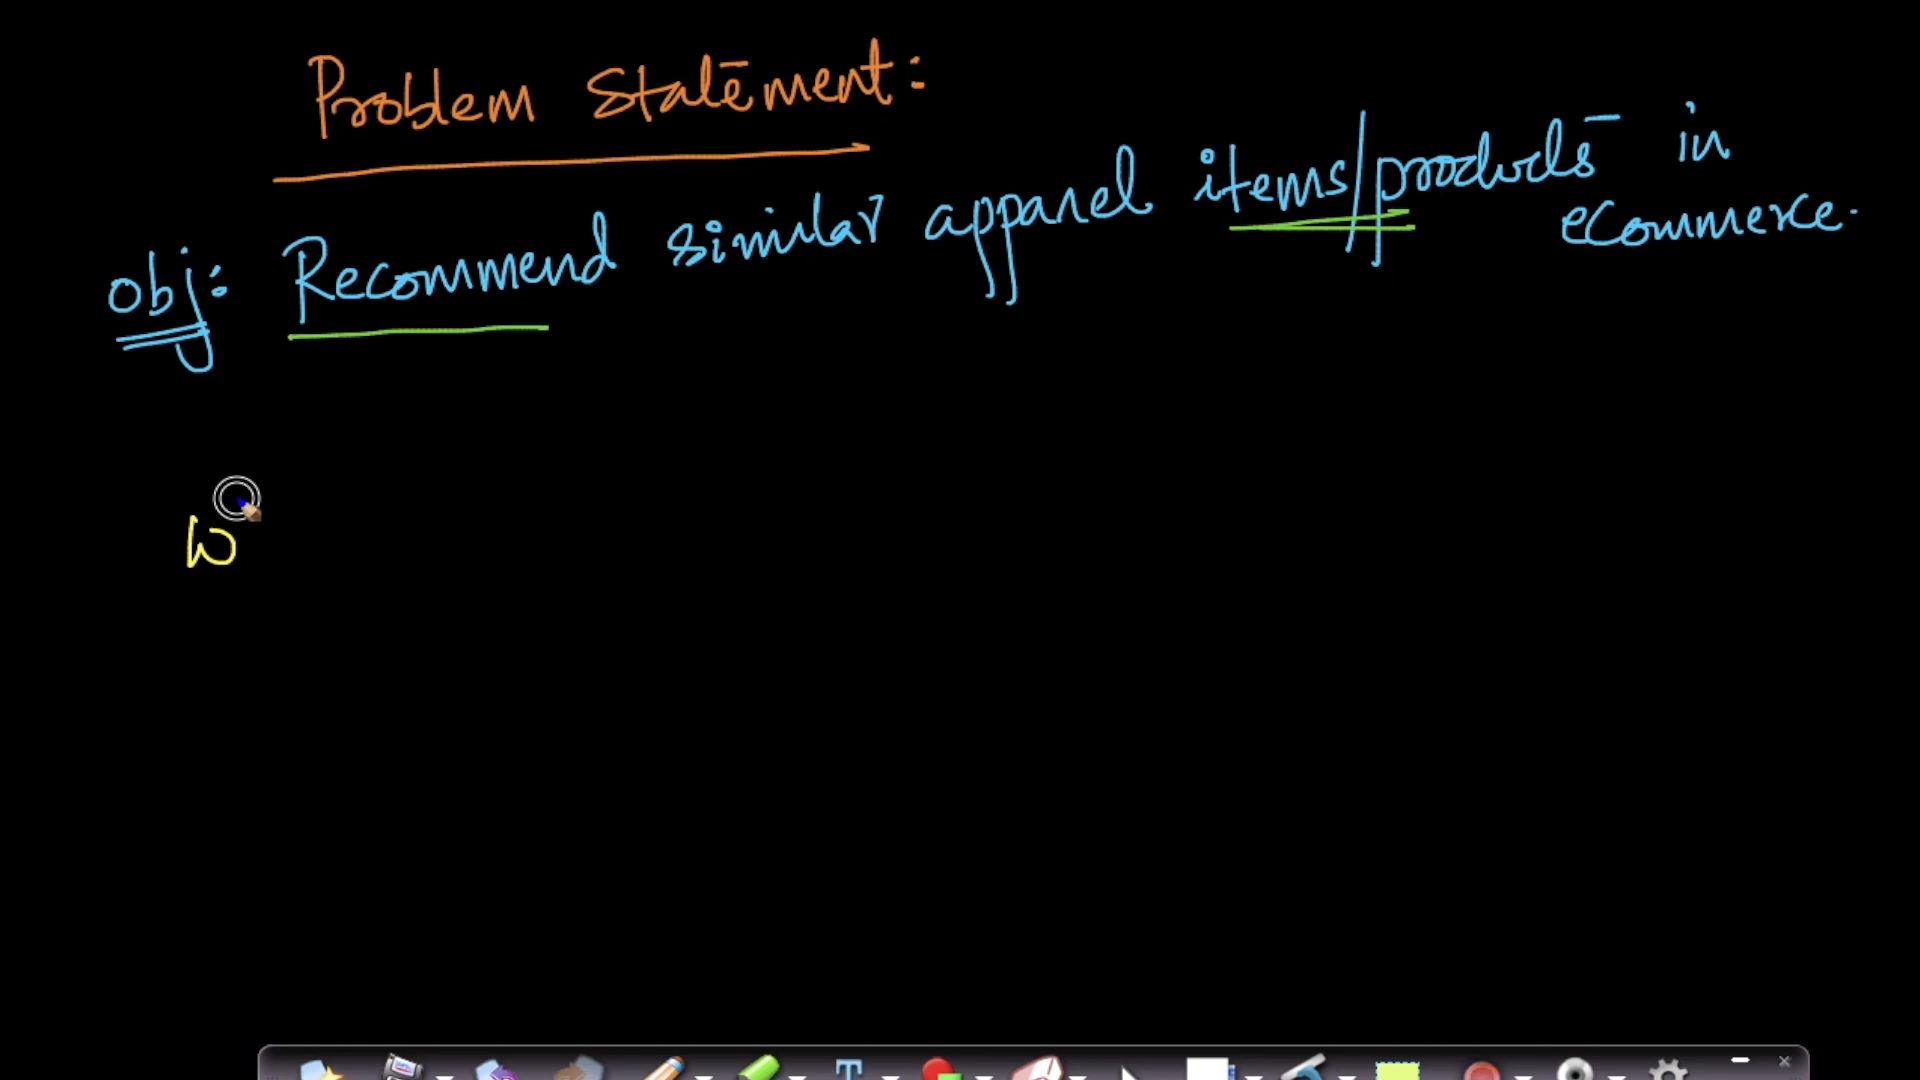 Problem Statement:
obj: Recommend similar apparel items/products in
ecommerce.
W